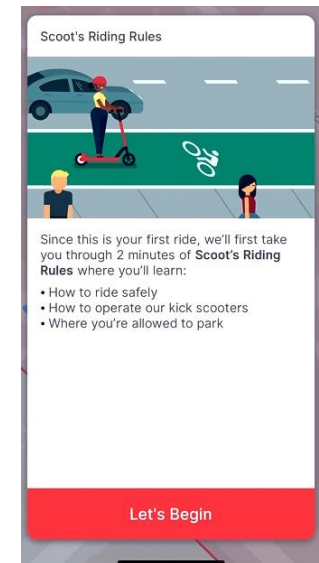 Scoot's Riding Rules
Since this is your first ride, we'll first take
you through 2 minutes of Scoot's Riding
Rules where you'll learn:
• How to ride safely
• How to operate our kick scooters
• Where you're allowed to park
Let's Begin